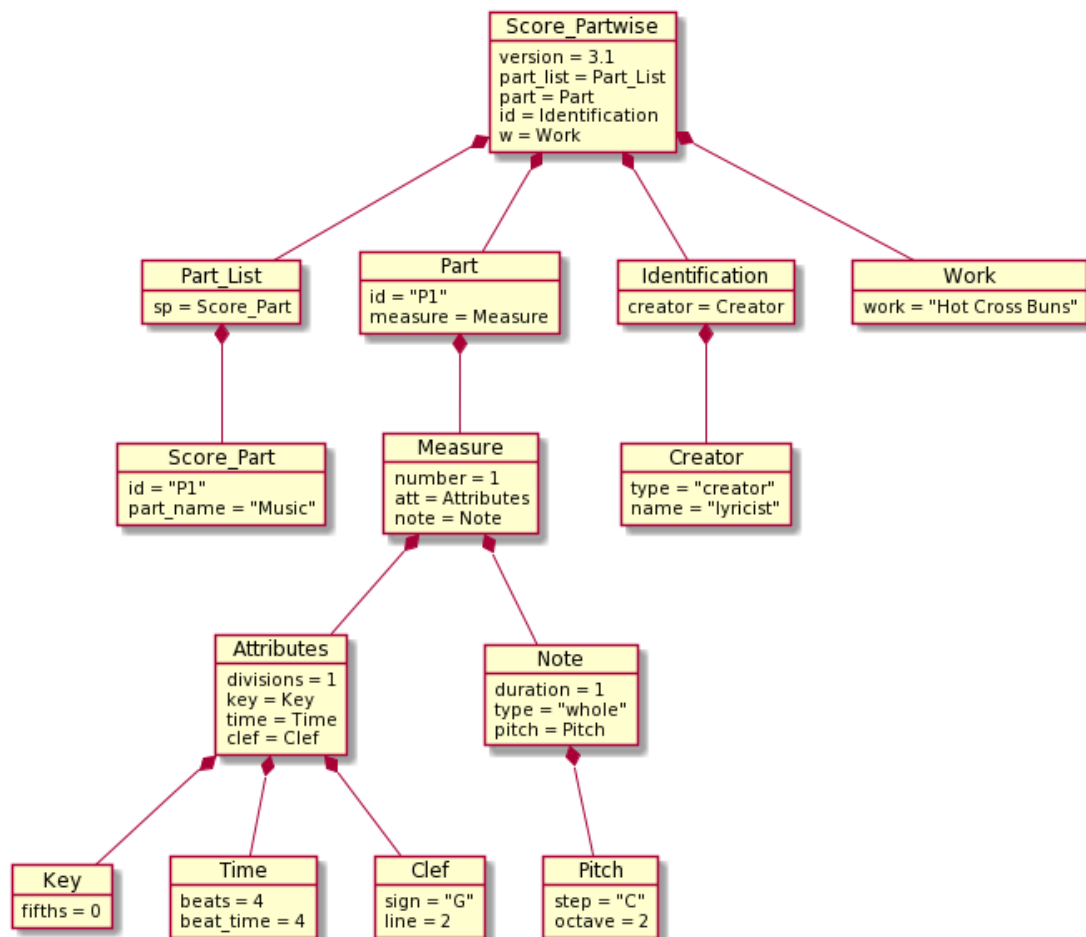 Score_Partwise
version = 3.1
part_list = Part_List
part = Part
id = Identification
w = Work
Part_List
sp = Score_Part
Part
id = "P1"
measure = Measure
Identification
creator = Creator
Work
work = "Hot Cross Buns"
Score_Part
id = "P1"
part_name = "Music"
Measure
number = 1
att = Attributes
note = Note
Creator
type = "creator"
name = "lyricist"
Attributes
divisions = 1
key = Key
time = Time
clef = Clef
Note
duration = 1
type = "whole"
pitch = Pitch
Key
fifths = 0
Time
beats = 4
beat_time = 4
Clef
sign = "G"
line = 2
Pitch
step = "C"
octave = 2